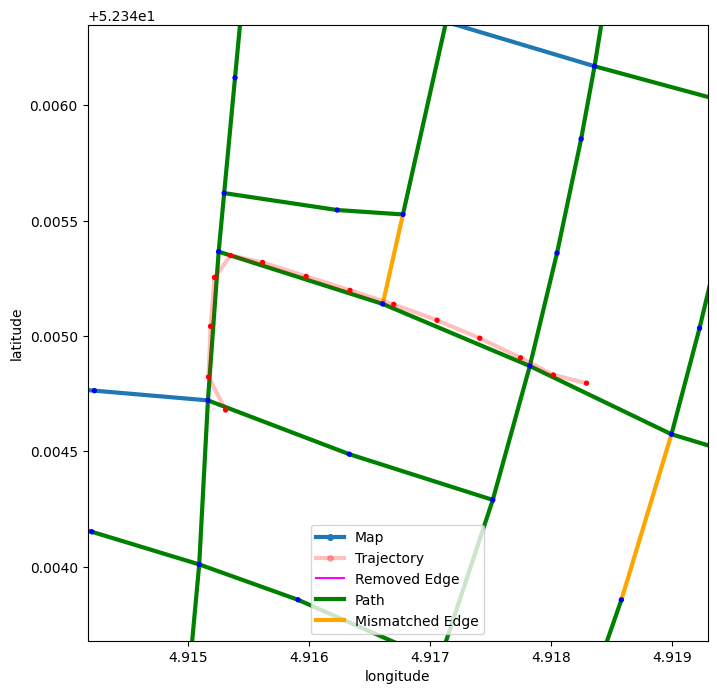 +5.234e1
0.0060
0.0055
0.0050
0.0045
0.0040
latitude
4.915
4.916
4.917
4.918
4.919
longitude
Map
Trajectory
Removed Edge
Path
Mismatched Edge